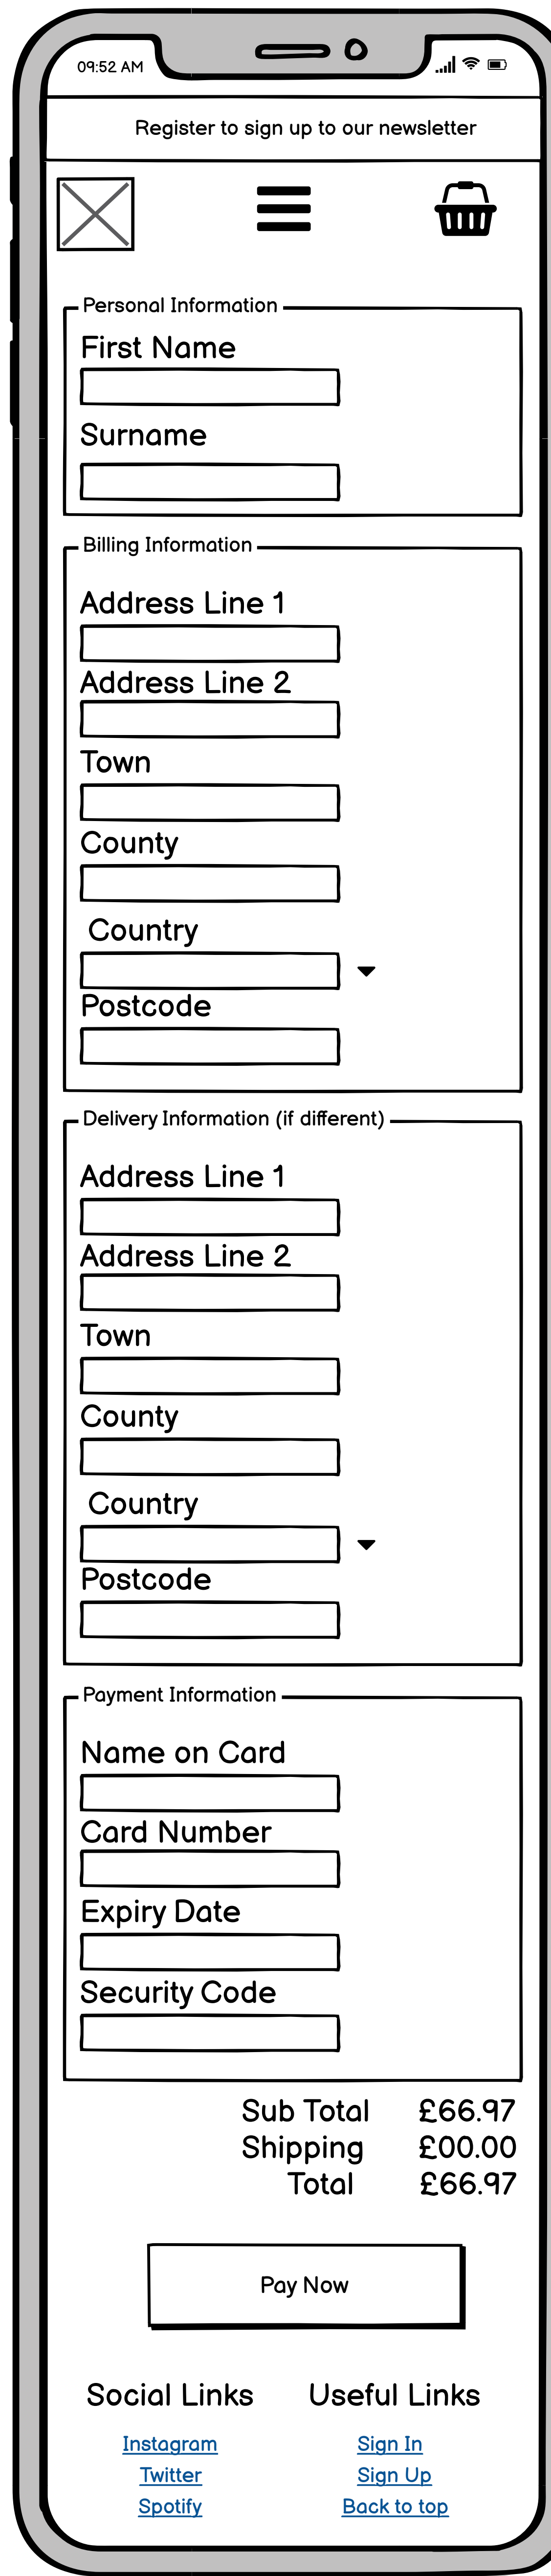 09:52 AM
Register to sign up to our newsletter
Personal Information
First Name
Surname
Billing Information
Address Line 1
Address Line 2
Town
County
Country
Postcode
Delivery Information (if different)
Address Line 1
Address Line 2
Town
County
Country
Postcode
Payment Information
Name on Card
Card Number
Expiry Date
Security Code
Sub Total £66.97
Shipping £00.00
Total £66.97
Pay Now
Social Links Useful Links
Instagram Sign In
Twitter Sign Up
Spotify Back to top